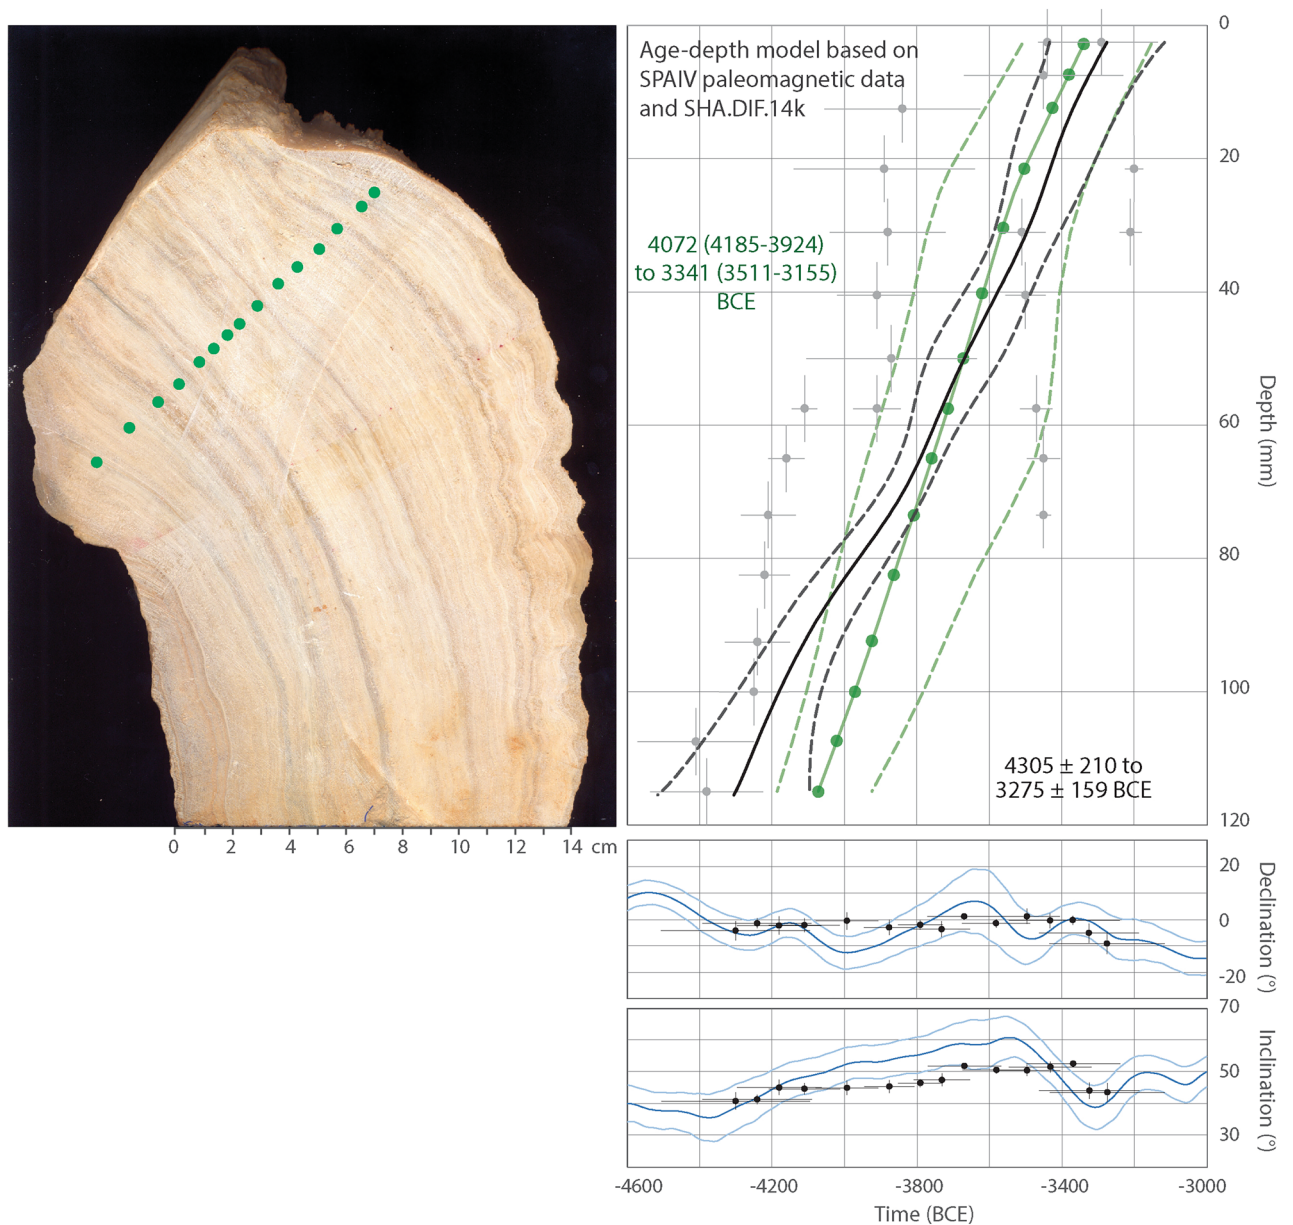 Age-depth model based on
SPAIV paleomagnetic data
and SHA.DIF.14k
4072 (4185-3924)
to 3341 (3511-3155)
BCE
4305 ± 210 to
3275 ± 159 BCE
0
20
40
60
80
100
120
Depth (mm)
0 2 4 6 8 10 12 14 cm
20
0
-20
Declination (°)
70
50
30
Inclination (°)
-4600 -4200 -3800 -3400 -3000
Time (BCE)